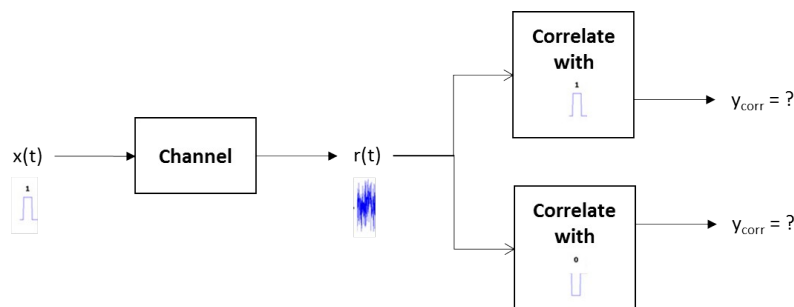 Correlate
with
1
y_corr = ?
x(t)
Channel
r(t)
1
Correlate
with
0
y_corr = ?